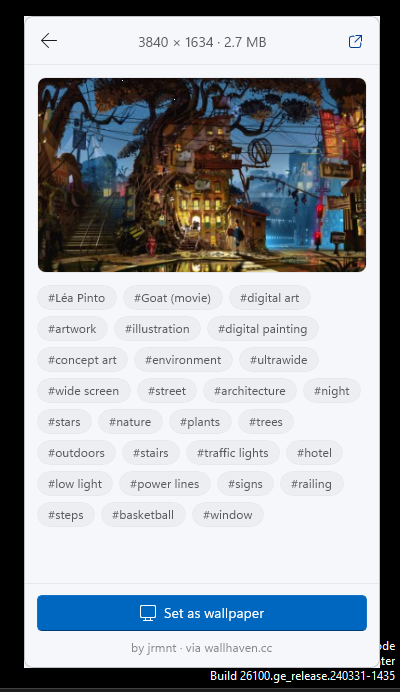 3840 × 1634 · 2.7 MB
#Léa Pinto #Goat (movie) #digital art
#artwork #illustration #digital painting
#concept art #environment #ultrawide
#wide screen #street #architecture #night
#stars #nature #plants #trees
#outdoors #stairs #traffic lights #hotel
#low light #power lines #signs #railing
#steps #basketball #window
Set as wallpaper
by jrmnt · via wallhaven.cc
ode
ter
Build 26100.ge_release.240331-1435